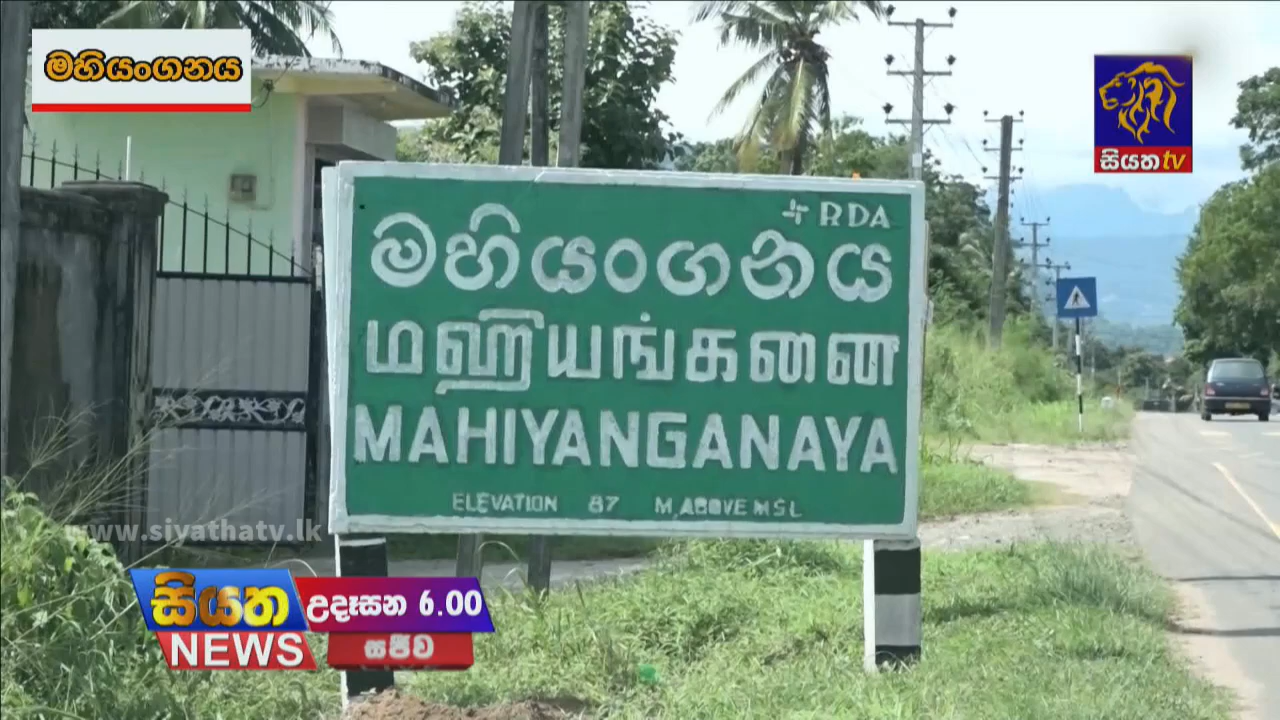 මහියංගනය
සියත tv
+ RDA
මහියංගනය
மஹியங்கனை
MAHIYANGANAYA
ELEVATION 87 M. ABOVE MSL
www.siyathatv.lk
සියත
NEWS
උදෑසන 6.00
සජීව